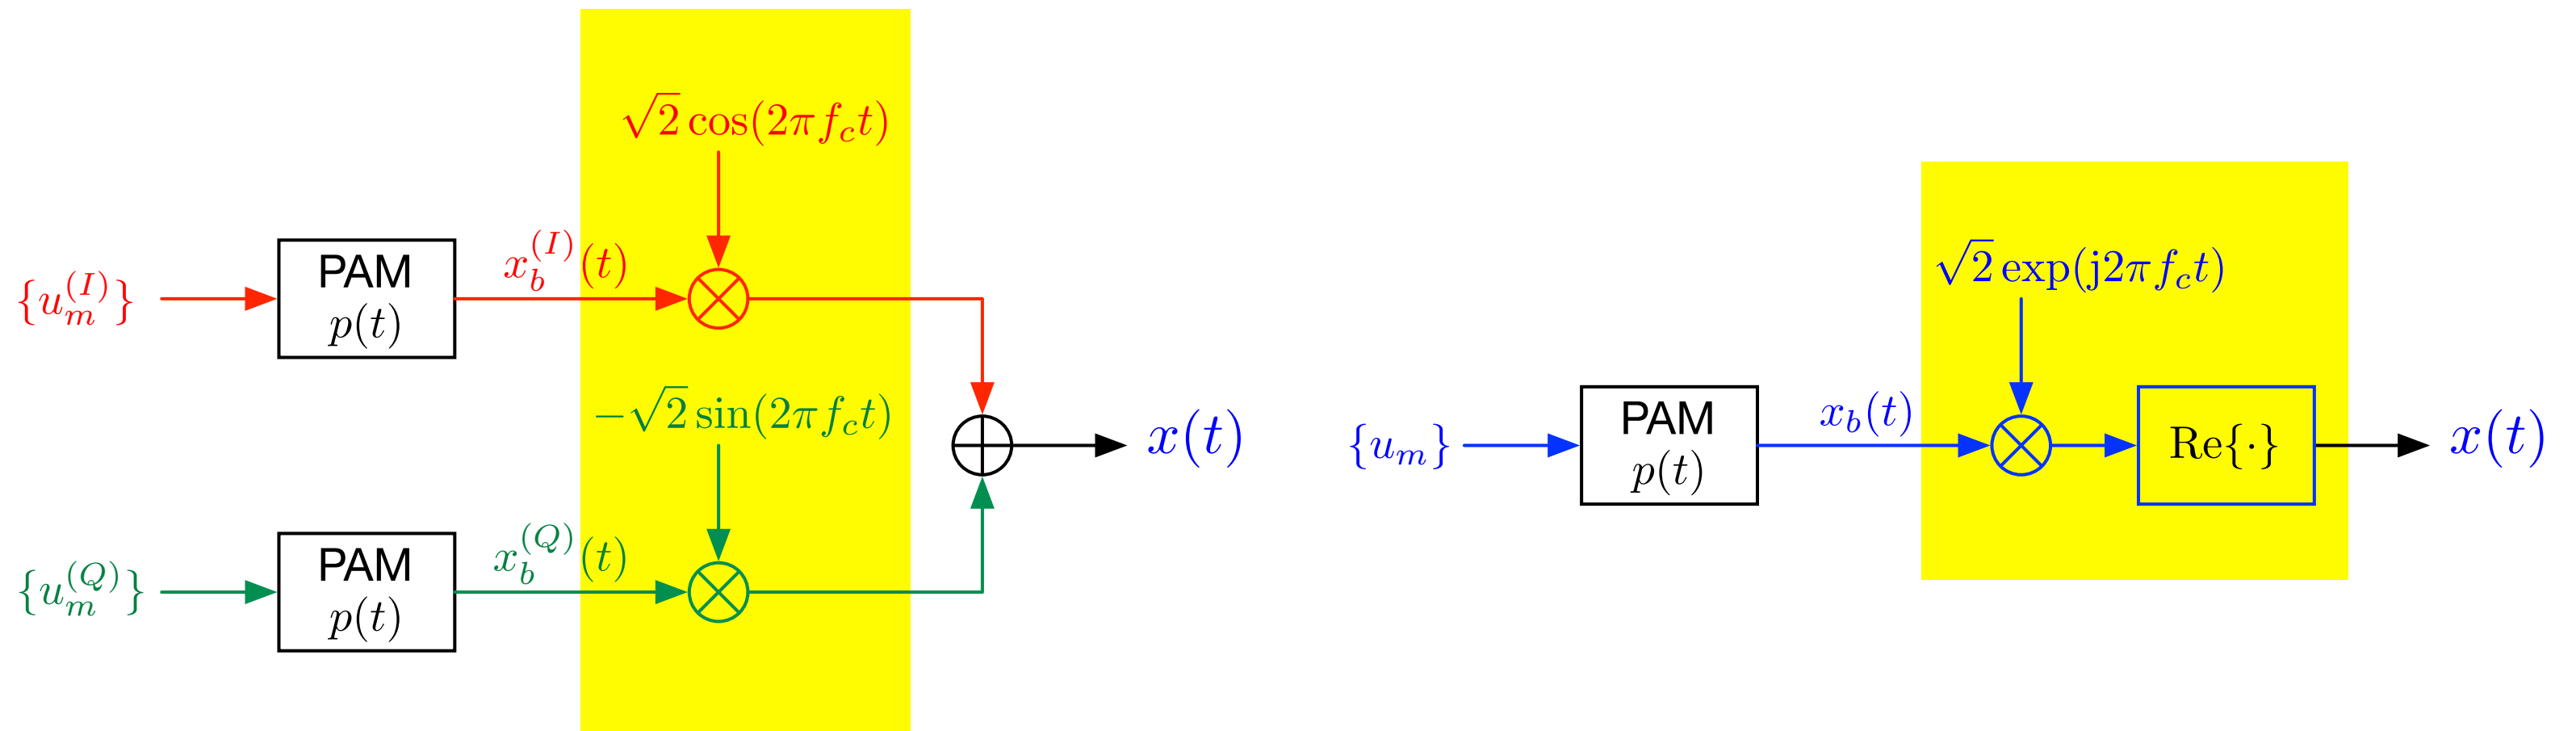 √2 cos(2πf_c t)
{u_m^(I)}
PAM
p(t)
x_b^(I)(t)
−√2 sin(2πf_c t)
x(t)
{u_m^(Q)}
PAM
p(t)
x_b^(Q)(t)
√2 exp(j2πf_c t)
{u_m}
PAM
p(t)
x_b(t)
Re{·}
x(t)